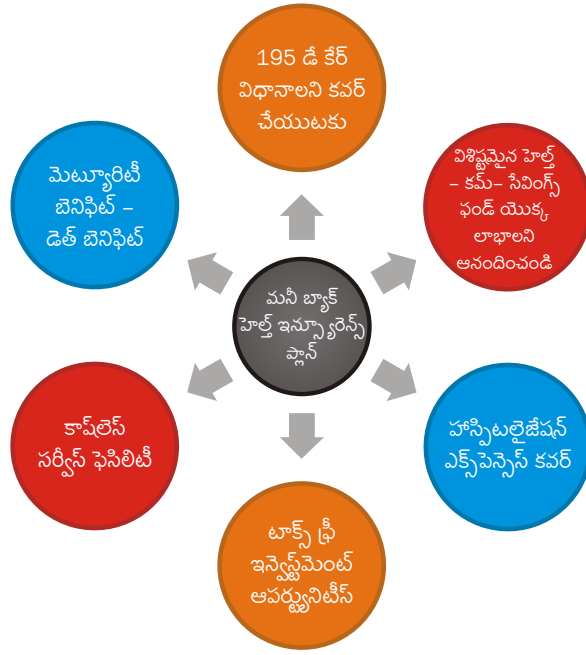 195 డే కేర్
విధానాలని కవర్
చేయుటకు
మెట్యూరిటీ
బెనిఫిట్ –
డెత్ బెనిఫిట్
విశిష్టమైన హెల్త్
– కమ్– సేవింగ్స్
ఫండ్ యొక్క
లాభాలని
ఆనందించండి
మనీ బ్యాక్
హెల్త్ ఇన్స్యూరెన్స్
ప్లాన్
కాష్‌లెస్
సర్వీస్ ఫెసిలిటీ
హాస్పిటలైజేషన్
ఎక్స్‌పెన్సెస్ కవర్
టాక్స్ ఫ్రీ
ఇన్వెస్ట్‌మెంట్
ఆపర్ట్యునిటీస్